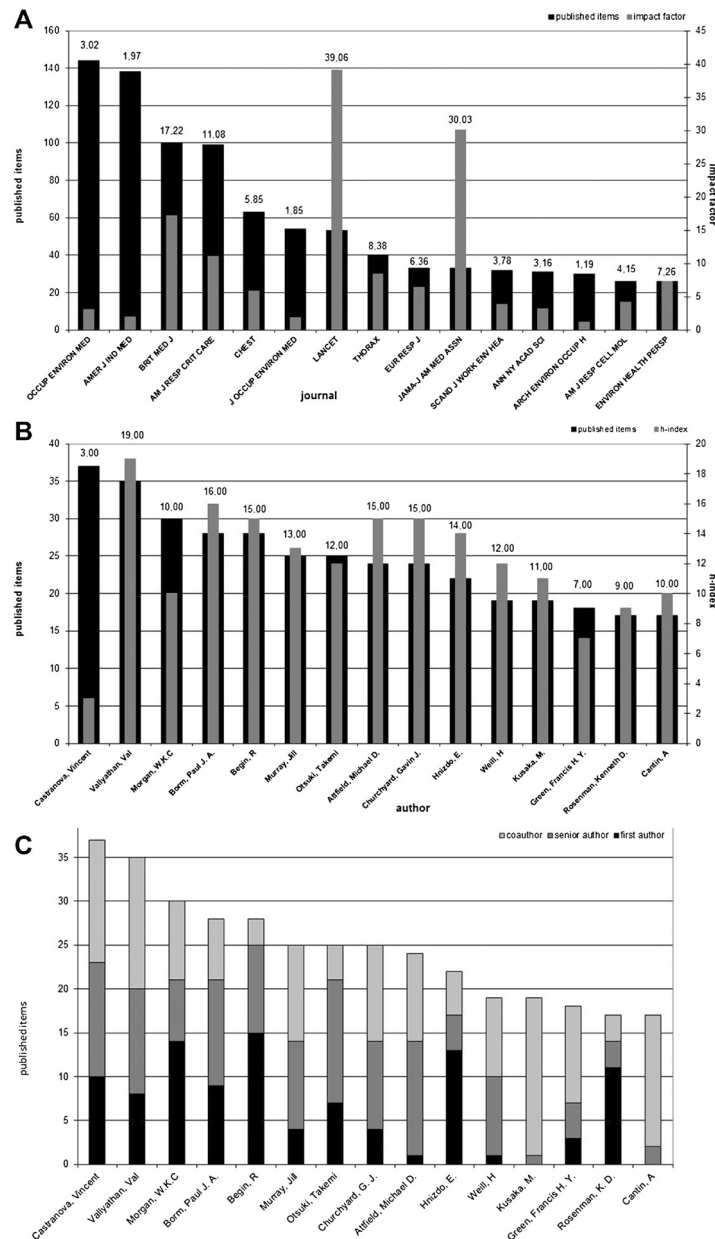 A
published items impact factor
160 45
3,02 1,97 17,22 11,08 5,85 1,85 39,06 8,38 6,36 30,03 3,78 3,16 1,19 4,15 7,26
140 40
120 35
100 30
80 25
60 20
40 15
20 10
0 5
0
published items
impact factor
OCCUP ENVIRON MED
AMER J IND MED
BRIT MED J
AM J RESP CRIT CARE
CHEST
J OCCUP ENVIRON MED
LANCET
THORAX
EUR RESP J
JAMA-J AM MED ASSN
SCAND J WORK ENV HEA
ANN NY ACAD SCI
ARCH ENVIRON OCCUP H
AM J RESP CELL MOL
ENVIRON HEALTH PERSP
journal
B
published items h-index
40 20
3,00 19,00 10,00 16,00 15,00 13,00 12,00 15,00 15,00 14,00 12,00 11,00 7,00 9,00 10,00
35 18
30 16
25 14
20 12
15 10
10 8
5 6
0 4
2
0
published items
h-index
Castranova, Vincent
Vallyathan, Val
Morgan, W.K.C
Borm, Paul J. A.
Begin, R
Murray, Jill
Otsuki, Takemi
Attfield, Michael D.
Churchyard, Gavin J.
Hnizdo, E.
Weill, H
Kusaka, M.
Green, Francis H. Y.
Rosenman, Kenneth D.
Cantin, A
author
C
coauthor senior author first author
35
30
25
20
15
10
5
0
published items
Castranova, Vincent
Vallyathan, Val
Morgan, W.K.C
Borm, Paul J. A.
Begin, R
Murray, Jill
Otsuki, Takemi
Churchyard, G. J.
Attfield, Michael D.
Hnizdo, E.
Weill, H
Kusaka, M.
Green, Francis H. Y.
Rosenman, K. D.
Cantin, A